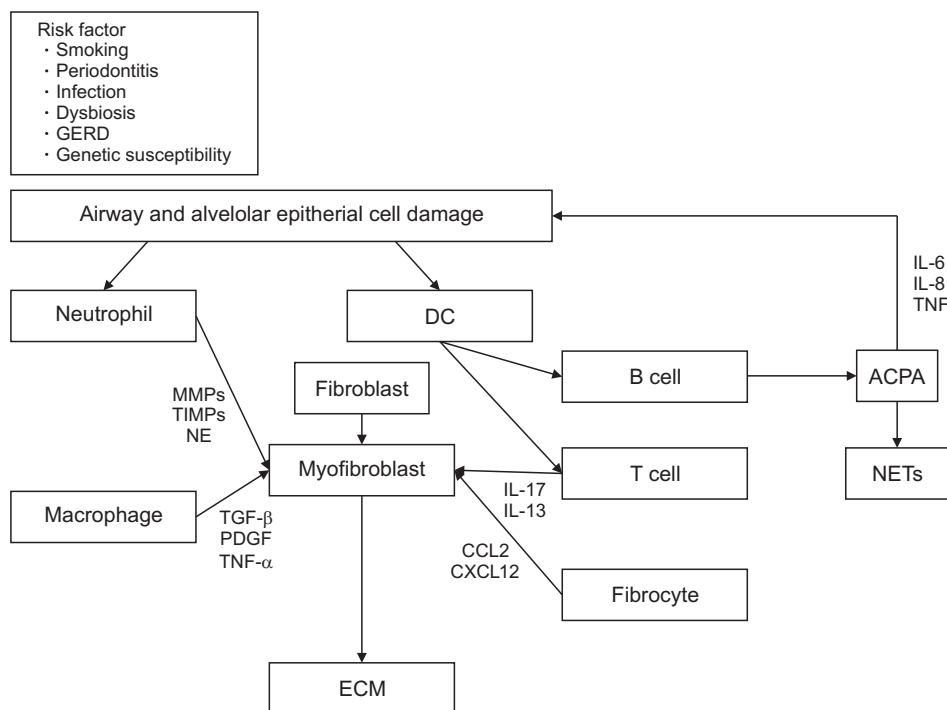 Risk factor
・Smoking
・Periodontitis
・Infection
・Dysbiosis
・GERD
・Genetic susceptibility
Airway and alvelolar epitherial cell damage
IL-6
IL-8
TNF
Neutrophil
DC
B cell
ACPA
Fibroblast
MMPs
TIMPs
NE
Myofibroblast
T cell
NETs
IL-17
IL-13
Macrophage
TGF-β
PDGF
TNF-α
CCL2
CXCL12
Fibrocyte
ECM